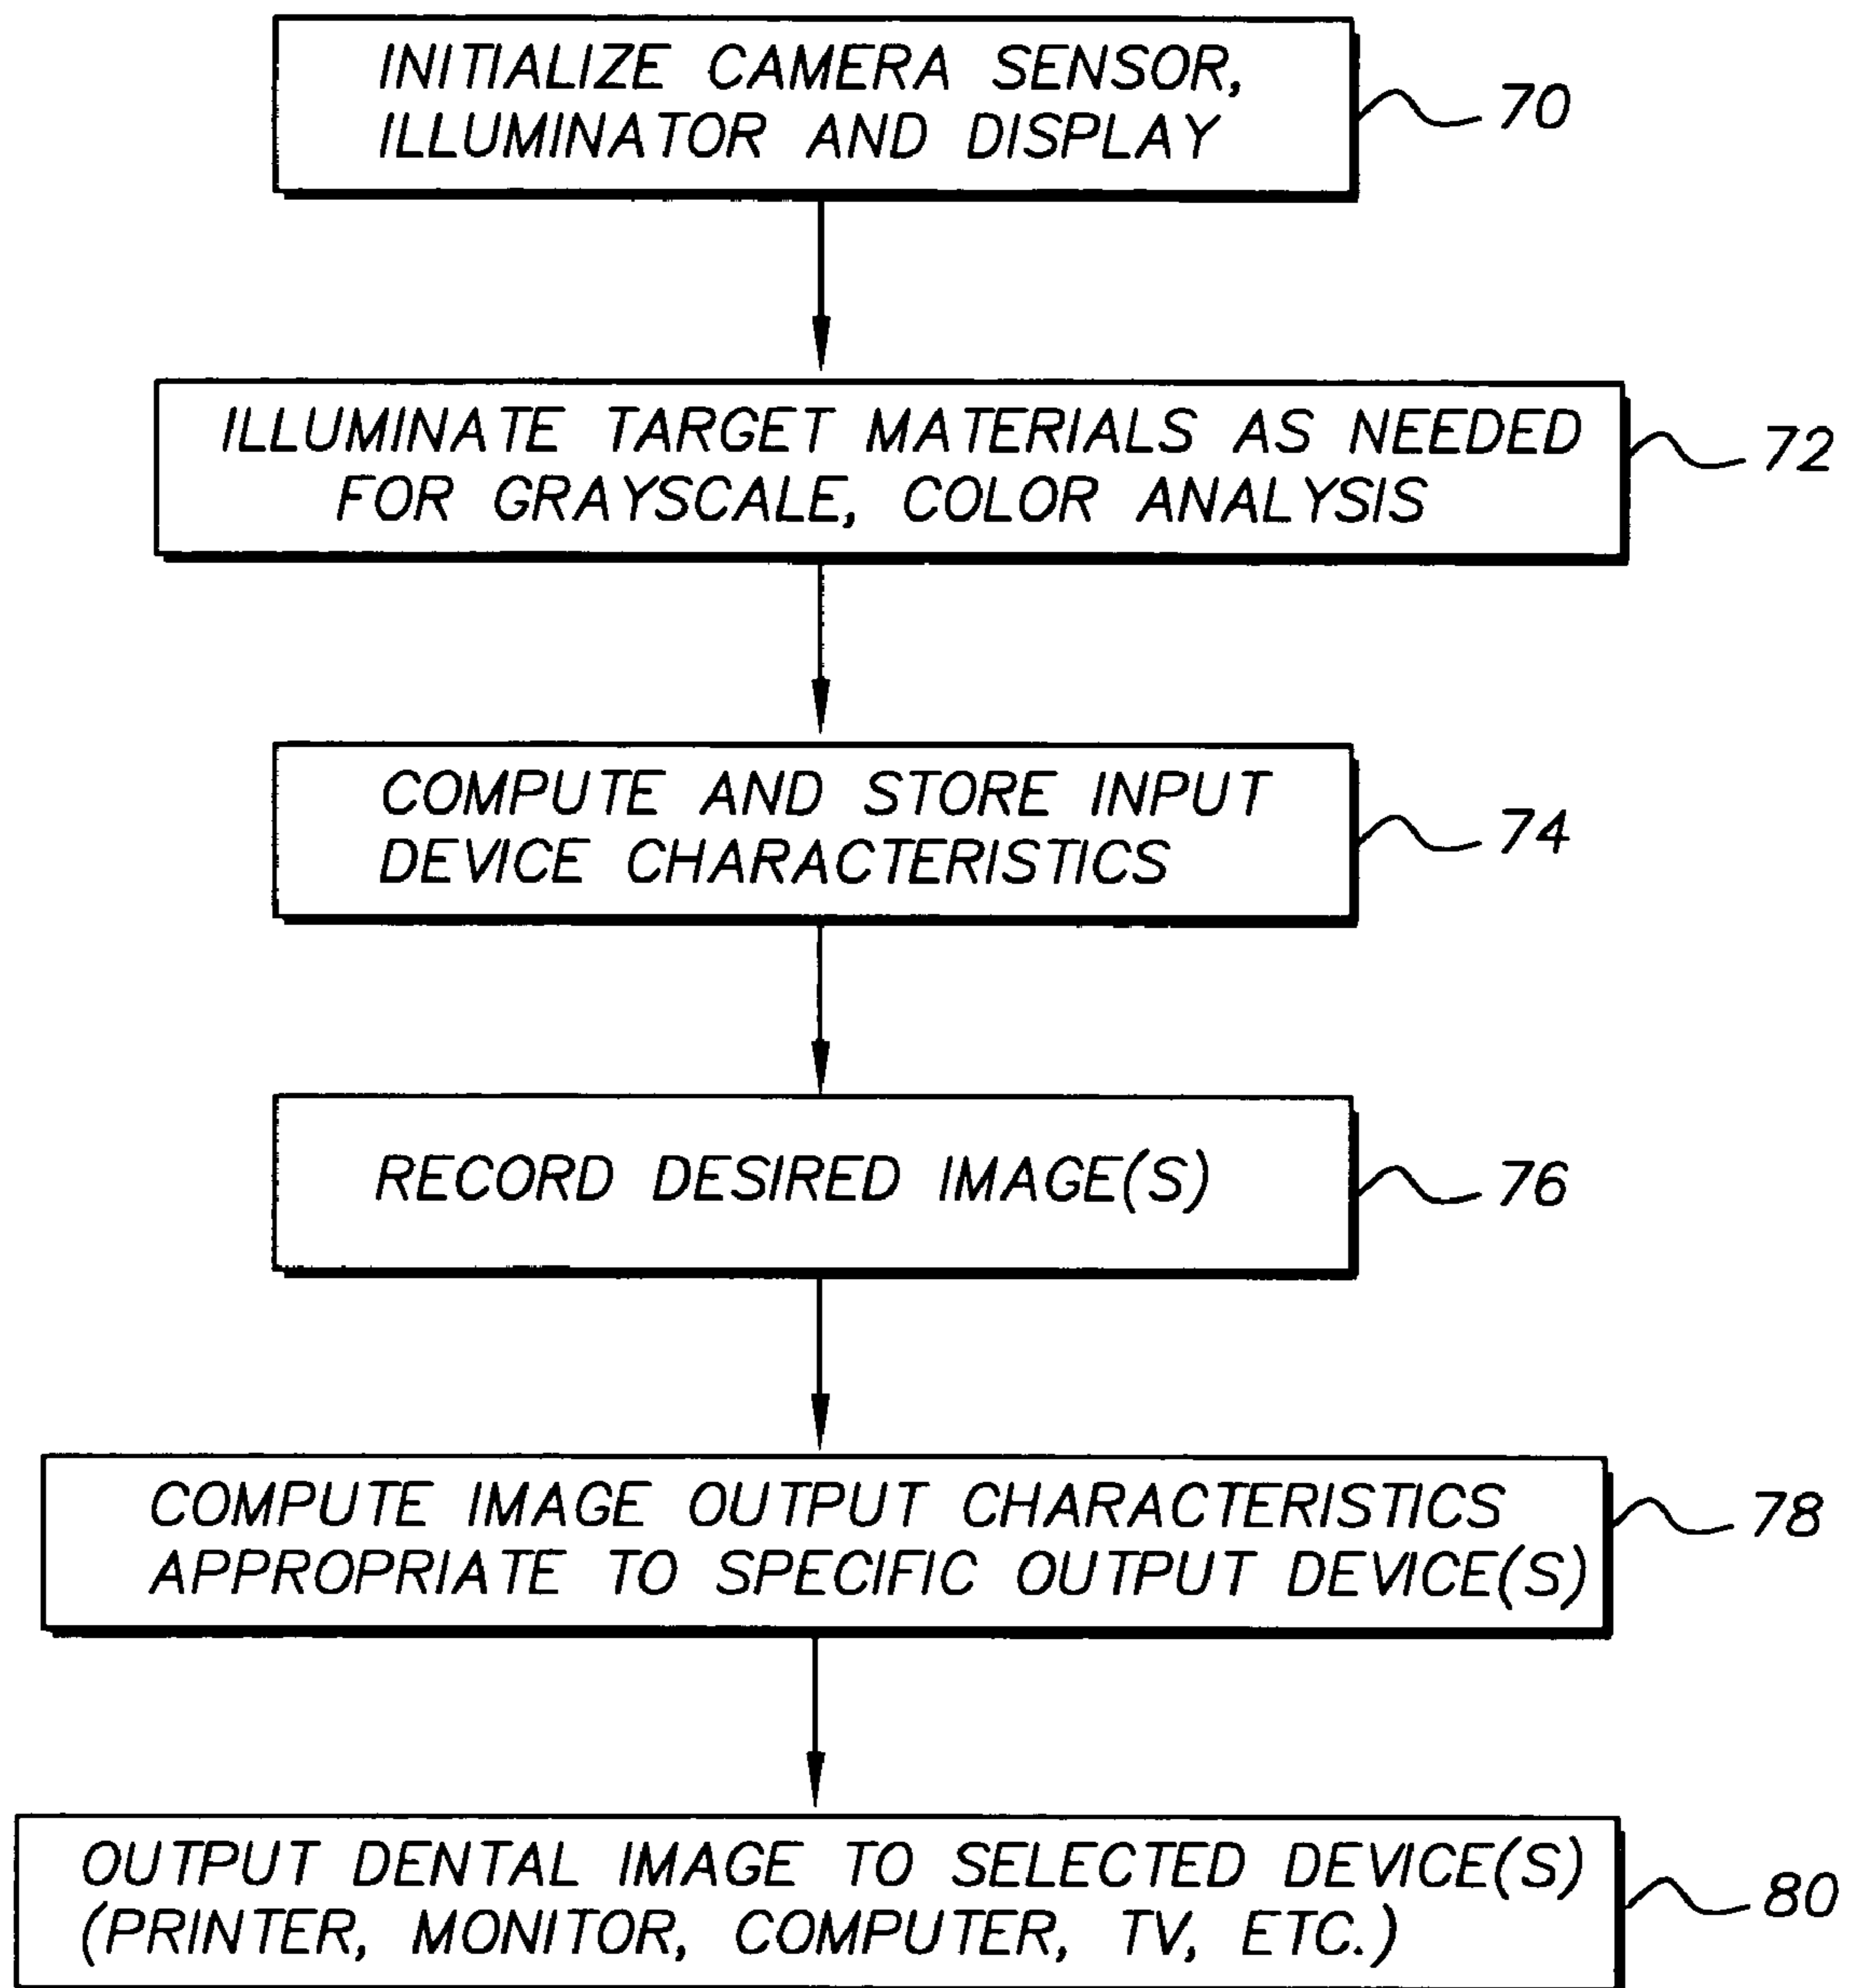 INITIALIZE CAMERA SENSOR,
ILLUMINATOR AND DISPLAY
70
ILLUMINATE TARGET MATERIALS AS NEEDED
FOR GRAYSCALE, COLOR ANALYSIS
72
COMPUTE AND STORE INPUT
DEVICE CHARACTERISTICS
74
RECORD DESIRED IMAGE(S)
76
COMPUTE IMAGE OUTPUT CHARACTERISTICS
APPROPRIATE TO SPECIFIC OUTPUT DEVICE(S)
78
OUTPUT DENTAL IMAGE TO SELECTED DEVICE(S)
(PRINTER, MONITOR, COMPUTER, TV, ETC.)
80